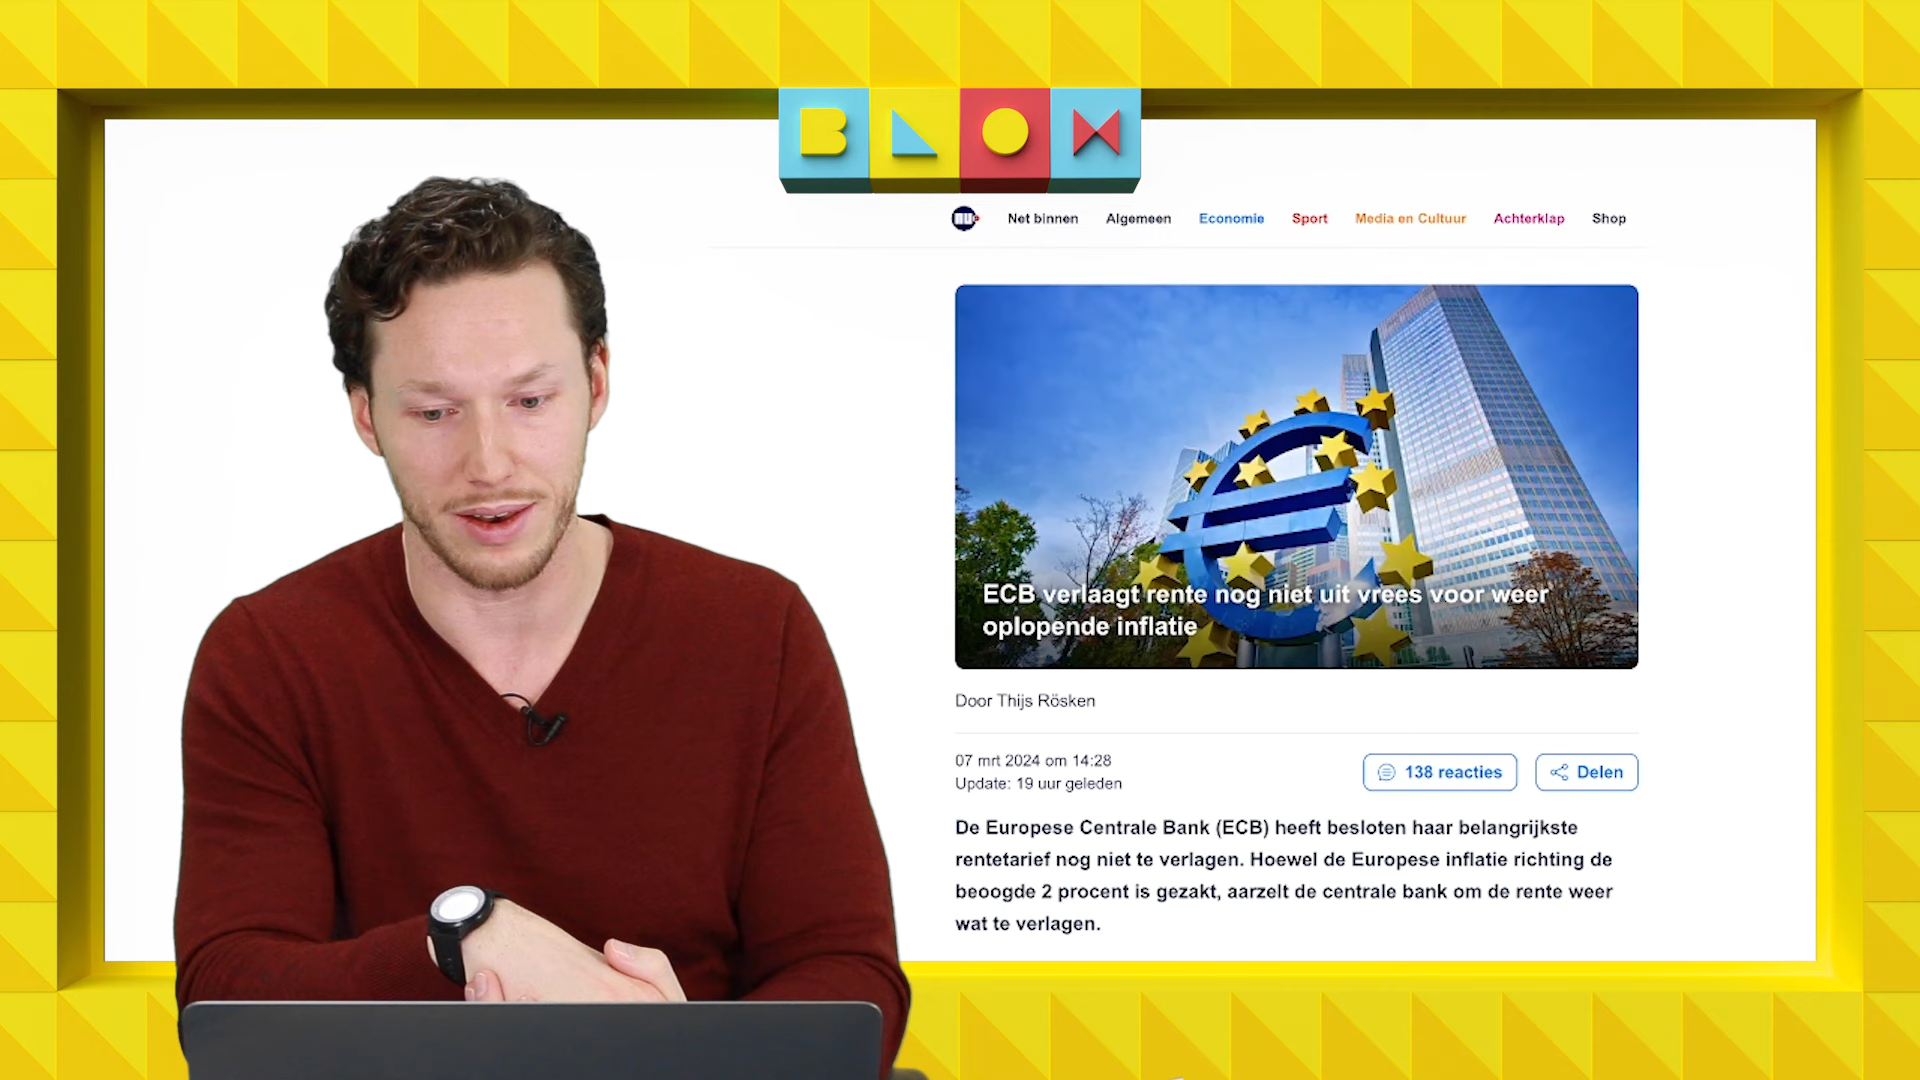 BLOM
NU
Net binnen Algemeen Economie Sport Media en Cultuur Achterklap Shop
ECB verlaagt rente nog niet uit vrees voor weer
oplopende inflatie
Door Thijs Rösken
07 mrt 2024 om 14:28
Update: 19 uur geleden
138 reacties Delen
De Europese Centrale Bank (ECB) heeft besloten haar belangrijkste
rentetarief nog niet te verlagen. Hoewel de Europese inflatie richting de
beoogde 2 procent is gezakt, aarzelt de centrale bank om de rente weer
wat te verlagen.